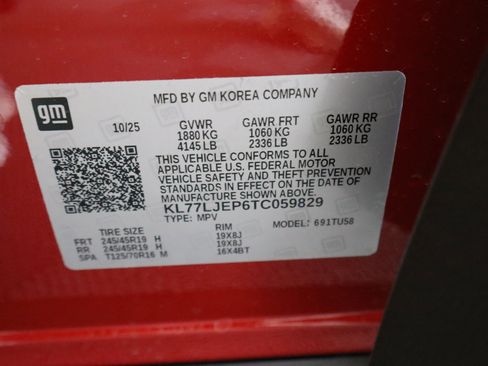 gm
MFD BY GM KOREA COMPANY
10/25 GVWR GAWR FRT GAWR RR
1880 KG 1060 KG 1060 KG
4145 LB 2336 LB 2336 LB
THIS VEHICLE CONFORMS TO ALL
APPLICABLE U.S. FEDERAL MOTOR
VEHICLE SAFETY AND THEFT PREVENTION
STANDARDS IN EFFECT ON THE DATE OF
MANUFACTURE SHOWN ABOVE.
KL77LJEP6TC059829
TYPE: MPV MODEL: 691TU58
TIRE SIZE RIM
FRT 245/45R19 H 19X8J
RR 245/45R19 H 19X8J
SPA T125/70R16 M 16X4BT